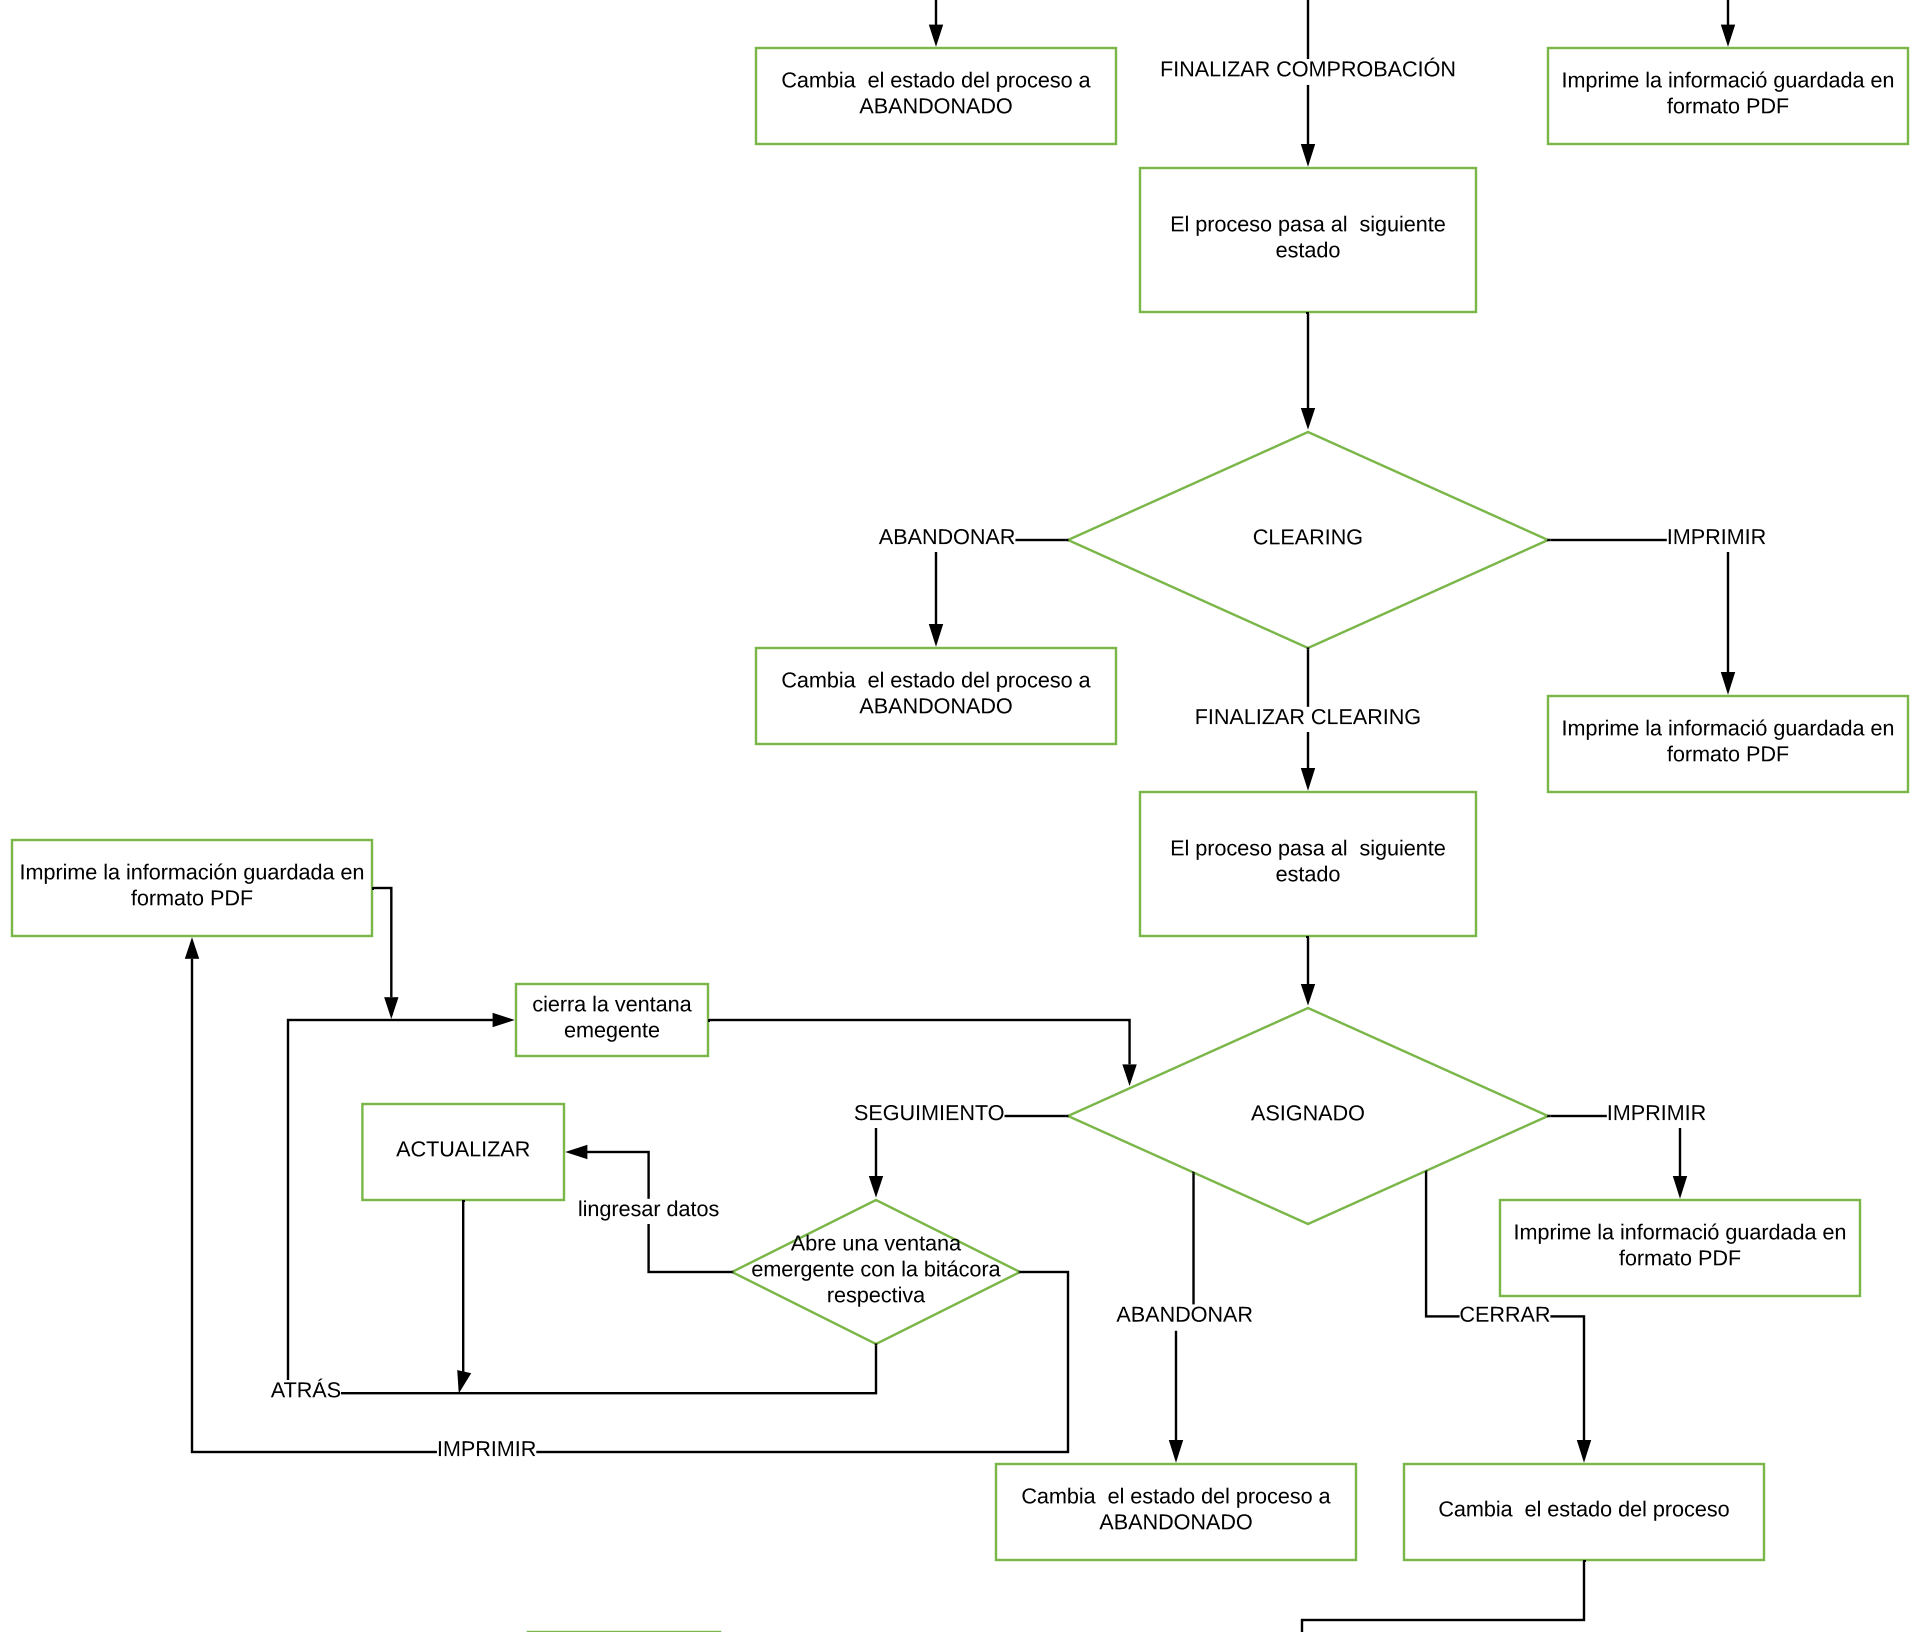 Cambia  el estado del proceso a
ABANDONADO
FINALIZAR COMPROBACIÓN
Imprime la informació guardada en
formato PDF
El proceso pasa al  siguiente
estado
ABANDONAR
CLEARING
IMPRIMIR
Cambia  el estado del proceso a
ABANDONADO
FINALIZAR CLEARING
Imprime la informació guardada en
formato PDF
El proceso pasa al  siguiente
estado
Imprime la información guardada en
formato PDF
cierra la ventana
emegente
SEGUIMIENTO
ASIGNADO
IMPRIMIR
ACTUALIZAR
lingresar datos
Abre una ventana
emergente con la bitácora
respectiva
Imprime la informació guardada en
formato PDF
ABANDONAR
CERRAR
ATRÁS
IMPRIMIR
Cambia  el estado del proceso a
ABANDONADO
Cambia  el estado del proceso